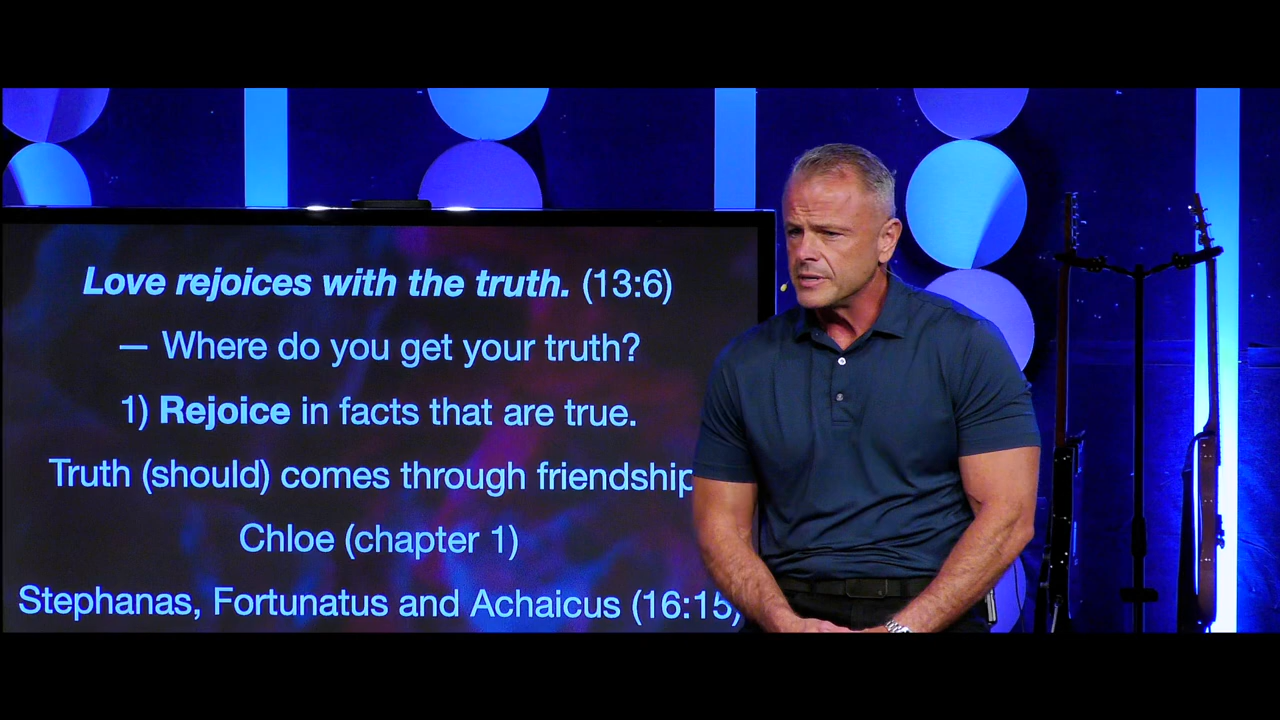 Love rejoices with the truth. (13:6)
— Where do you get your truth?
1) Rejoice in facts that are true.
Truth (should) comes through friendship
Chloe (chapter 1)
Stephanas, Fortunatus and Achaicus (16:15)